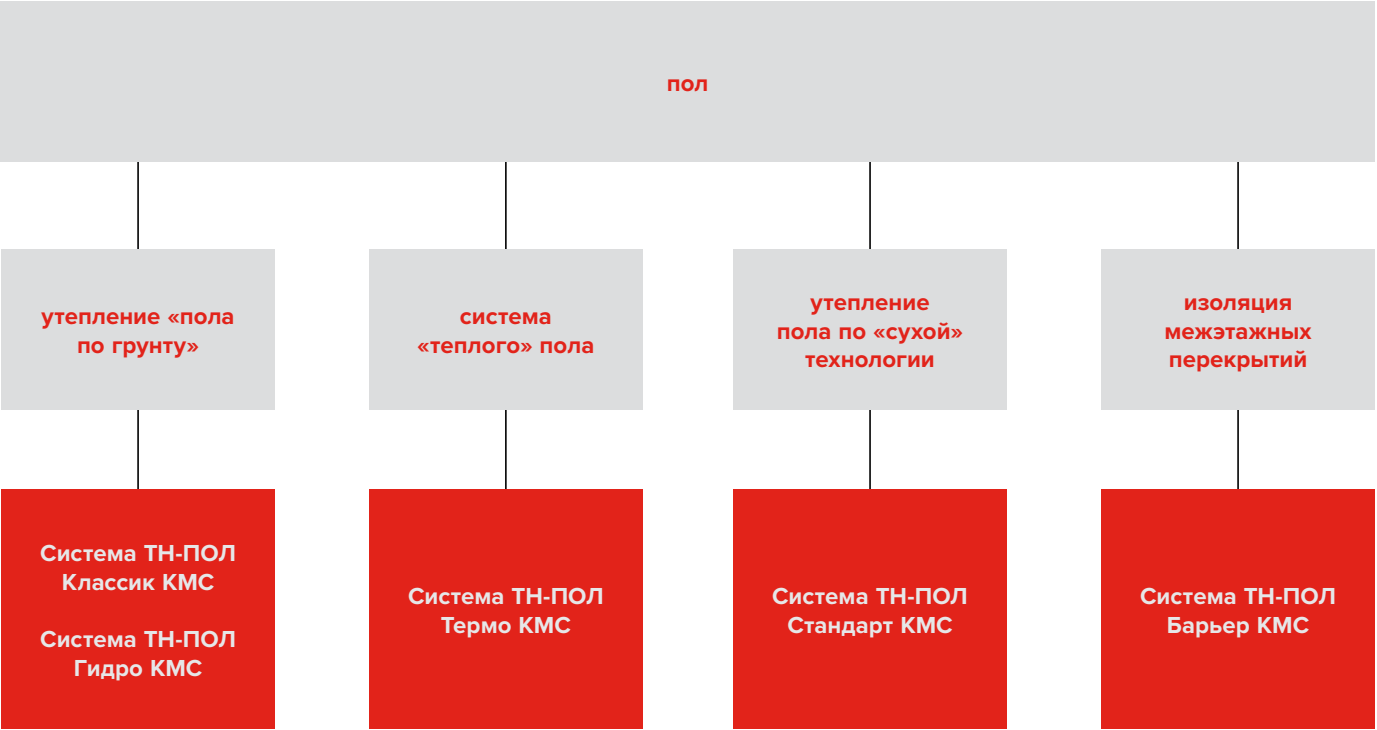 пол
утепление «пола
по грунту»
система
«теплого» пола
утепление
пола по «сухой»
технологии
изоляция
межэтажных
перекрытий
Система ТН-ПОЛ
Классик КМС
Система ТН-ПОЛ
Гидро КМС
Система ТН-ПОЛ
Термо КМС
Система ТН-ПОЛ
Стандарт КМС
Система ТН-ПОЛ
Барьер КМС